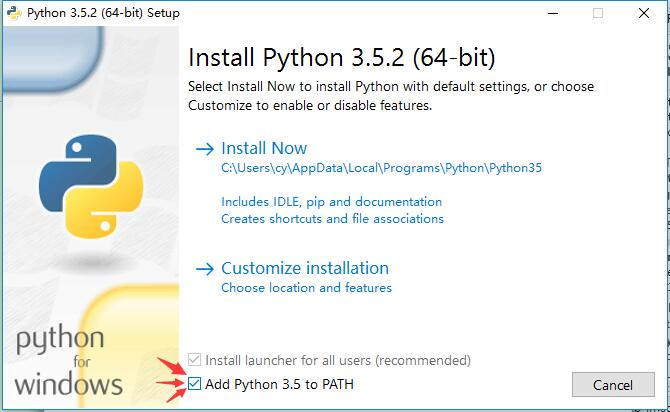 Python 3.5.2 (64-bit) Setup
Install Python 3.5.2 (64-bit)
Select Install Now to install Python with default settings, or choose
Customize to enable or disable features.
Install Now
C:\Users\cy\AppData\Local\Programs\Python\Python35
Includes IDLE, pip and documentation
Creates shortcuts and file associations
Customize installation
Choose location and features
python
for
windows
Install launcher for all users (recommended)
Add Python 3.5 to PATH
Cancel